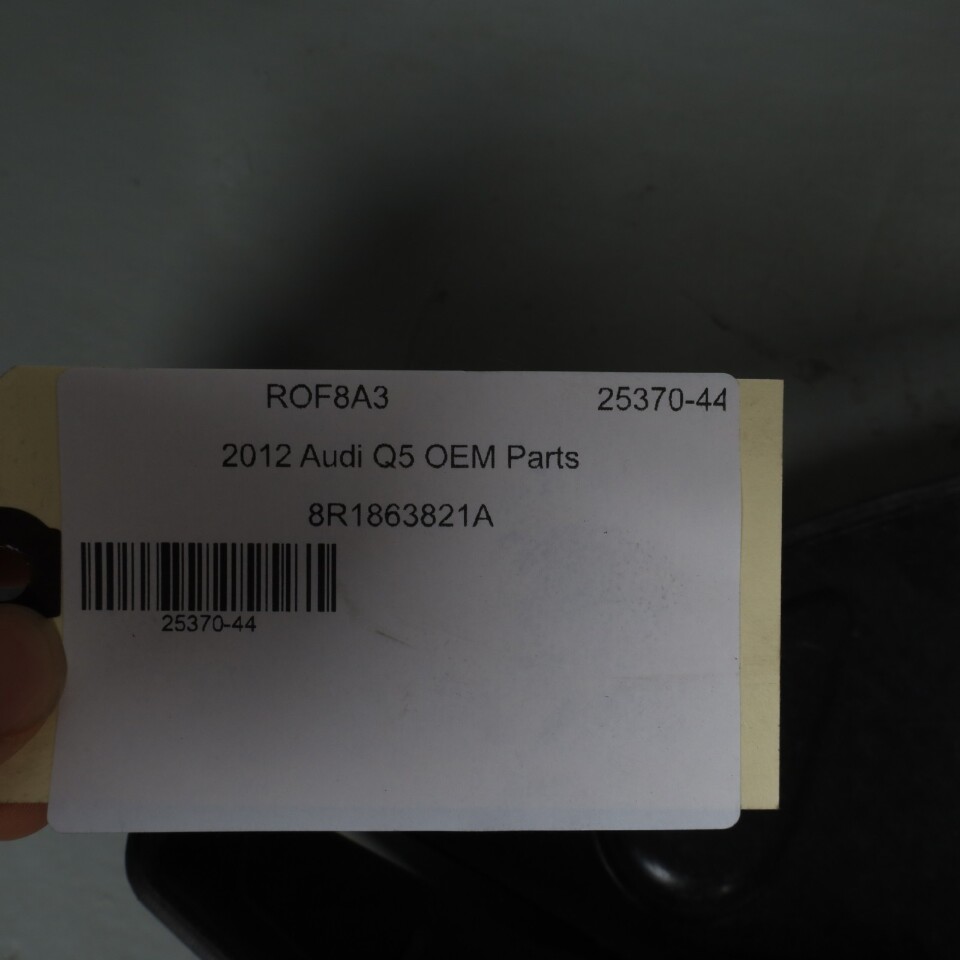 ROF8A3 25370-44
2012 Audi Q5 OEM Parts
8R1863821A
25370-44